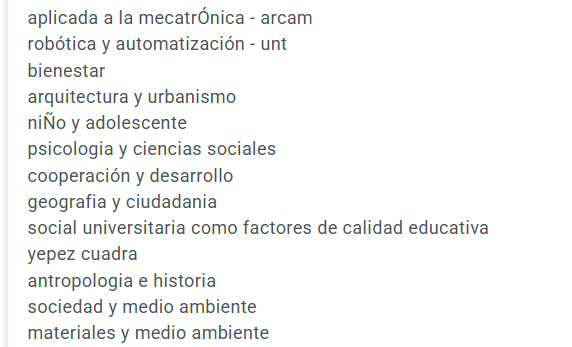 aplicada a la mecatrÓnica - arcam
robótica y automatización - unt
bienestar
arquitectura y urbanismo
niÑo y adolescente
psicologia y ciencias sociales
cooperación y desarrollo
geografia y ciudadania
social universitaria como factores de calidad educativa
yepez cuadra
antropologia e historia
sociedad y medio ambiente
materiales y medio ambiente